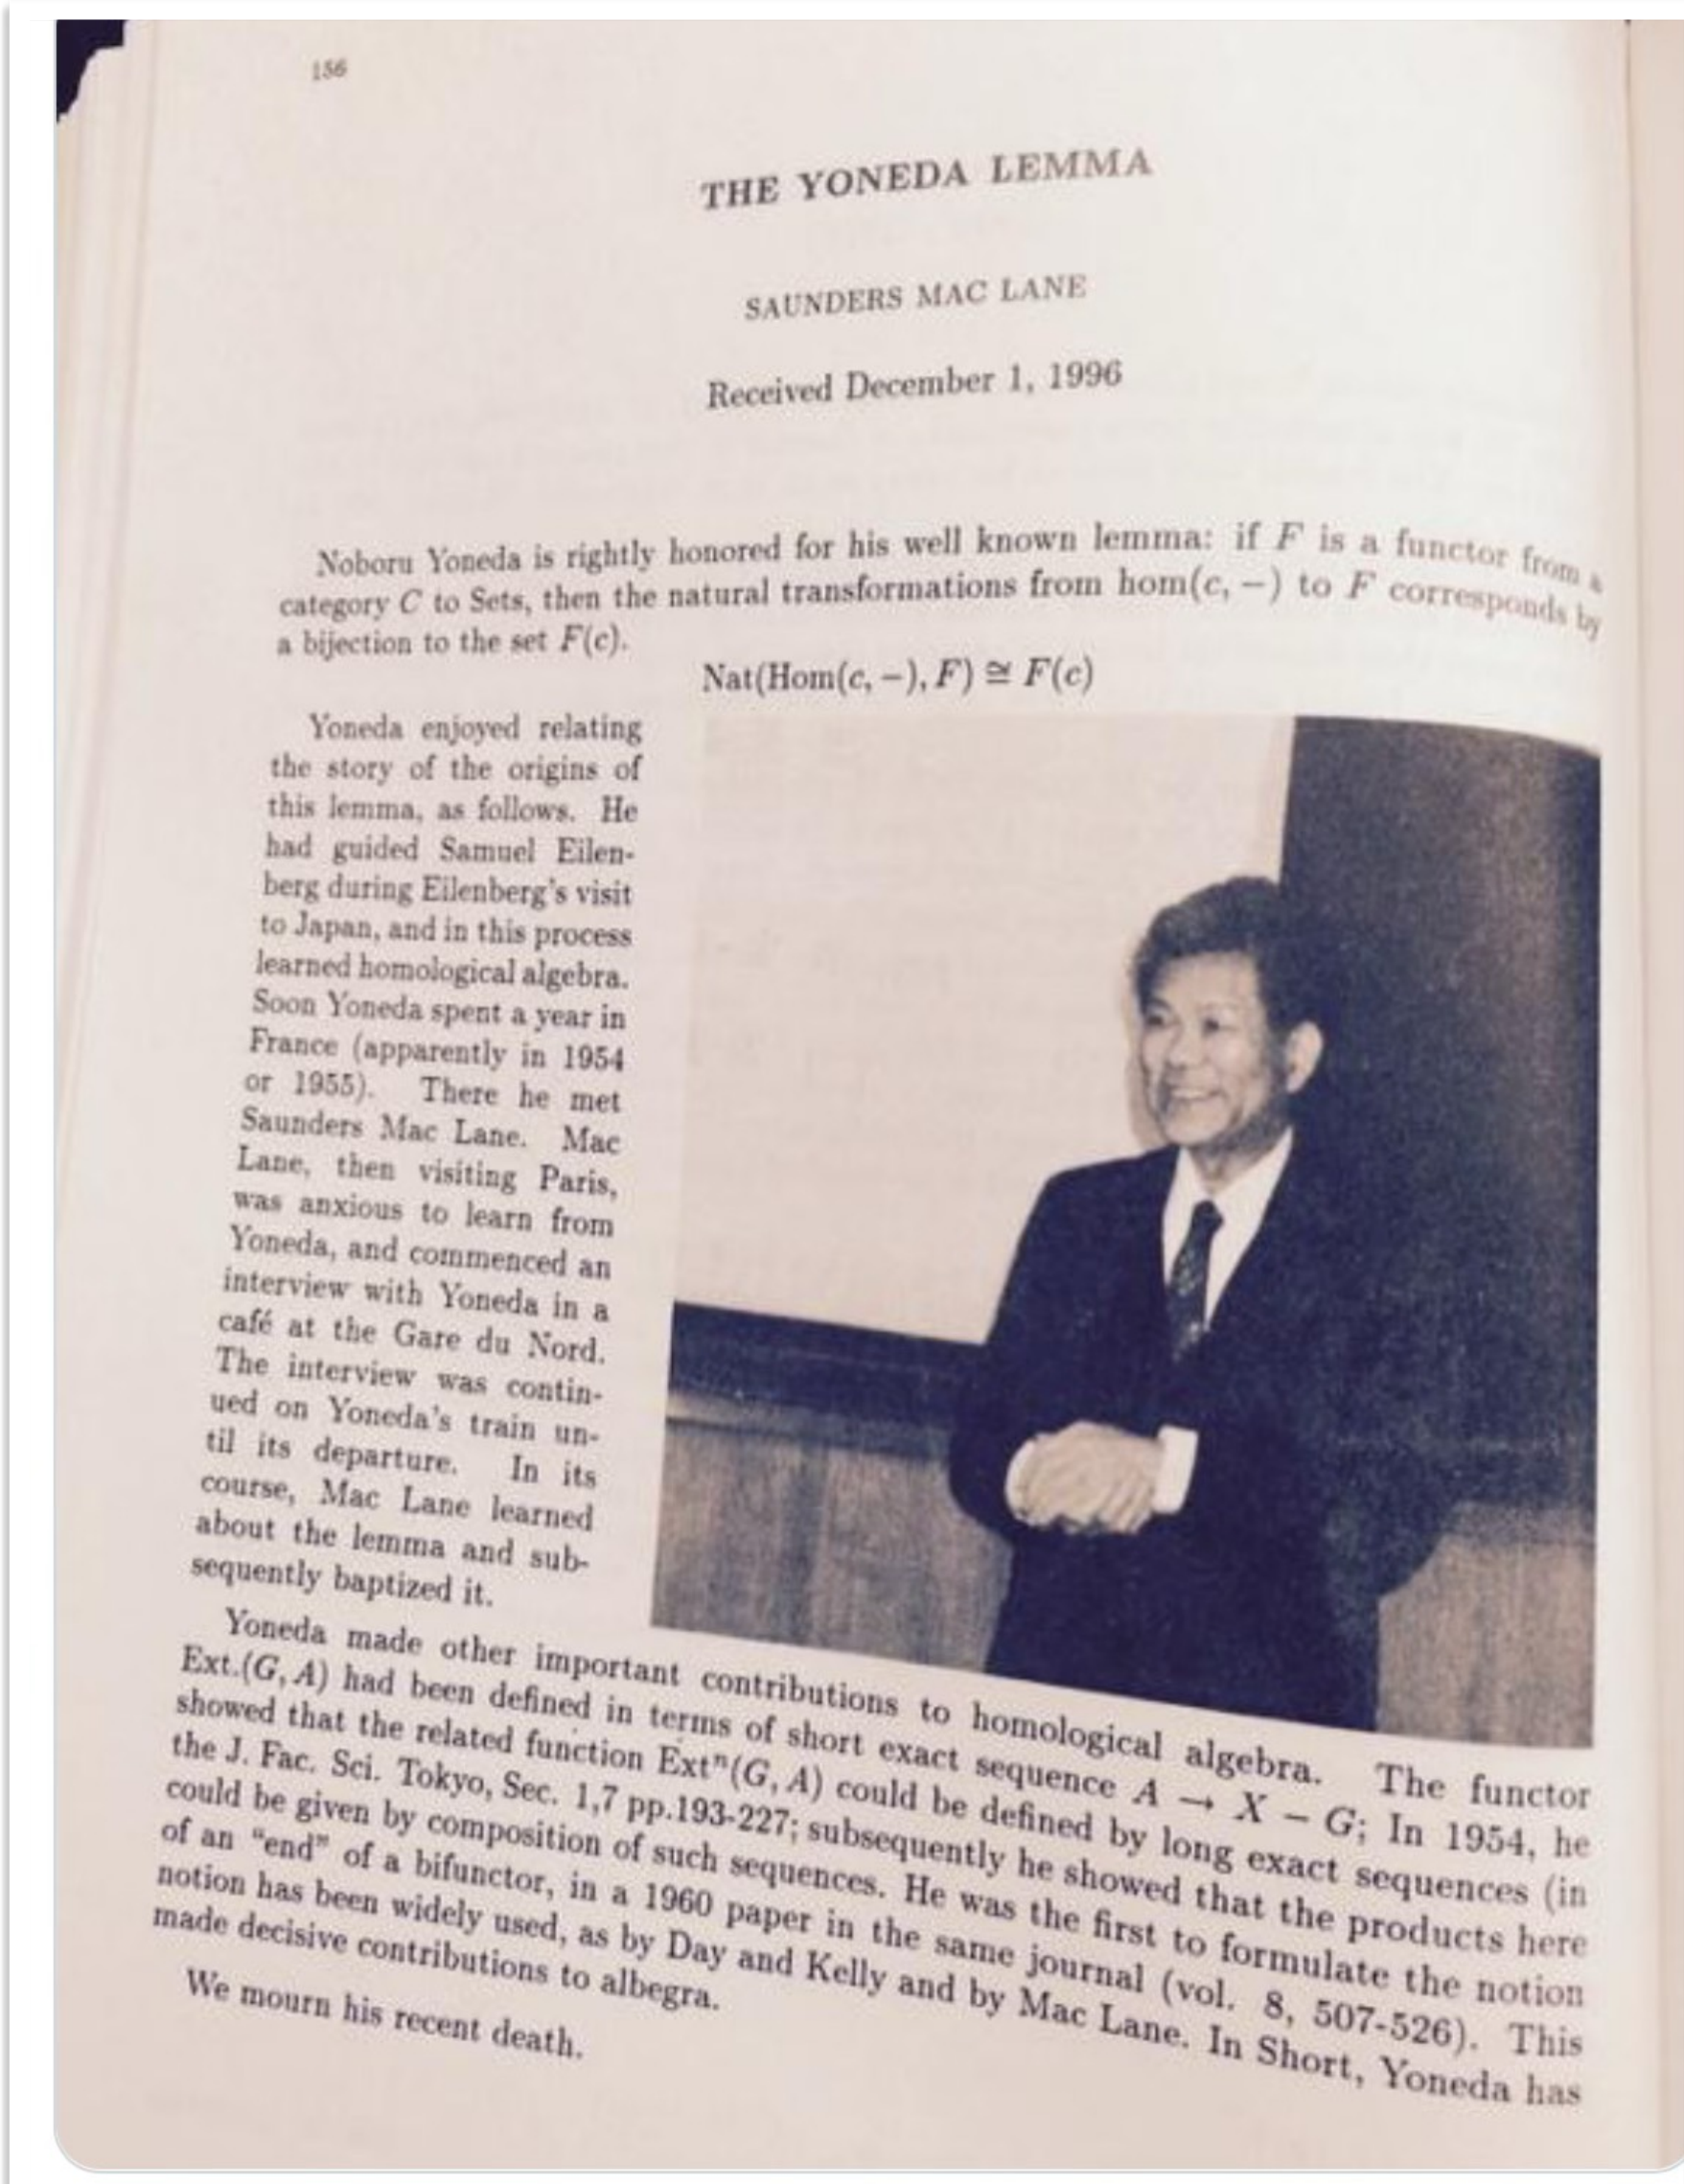 156
THE YONEDA LEMMA
SAUNDERS MAC LANE
Received December 1, 1996
Noboru Yoneda is rightly honored for his well known lemma: if F is a functor from a
category C to Sets, then the natural transformations from hom(c, −) to F corresponds by
a bijection to the set F(c).
Nat(Hom(c, −), F) ≅ F(c)
Yoneda enjoyed relating
the story of the origins of
this lemma, as follows. He
had guided Samuel Eilen-
berg during Eilenberg's visit
to Japan, and in this process
learned homological algebra.
Soon Yoneda spent a year in
France (apparently in 1954
or 1955). There he met
Saunders Mac Lane. Mac
Lane, then visiting Paris,
was anxious to learn from
Yoneda, and commenced an
interview with Yoneda in a
café at the Gare du Nord.
The interview was contin-
ued on Yoneda's train un-
til its departure. In its
course, Mac Lane learned
about the lemma and sub-
sequently baptized it.
Yoneda made other important contributions to homological algebra. The functor
Ext.(G, A) had been defined in terms of short exact sequence A → X − G; In 1954, he
showed that the related function Extⁿ(G, A) could be defined by long exact sequences (in
the J. Fac. Sci. Tokyo, Sec. 1,7 pp.193-227; subsequently he showed that the products here
could be given by composition of such sequences. He was the first to formulate the notion
of an "end" of a bifunctor, in a 1960 paper in the same journal (vol. 8, 507-526). This
notion has been widely used, as by Day and Kelly and by Mac Lane. In Short, Yoneda has
made decisive contributions to albegra.
We mourn his recent death.